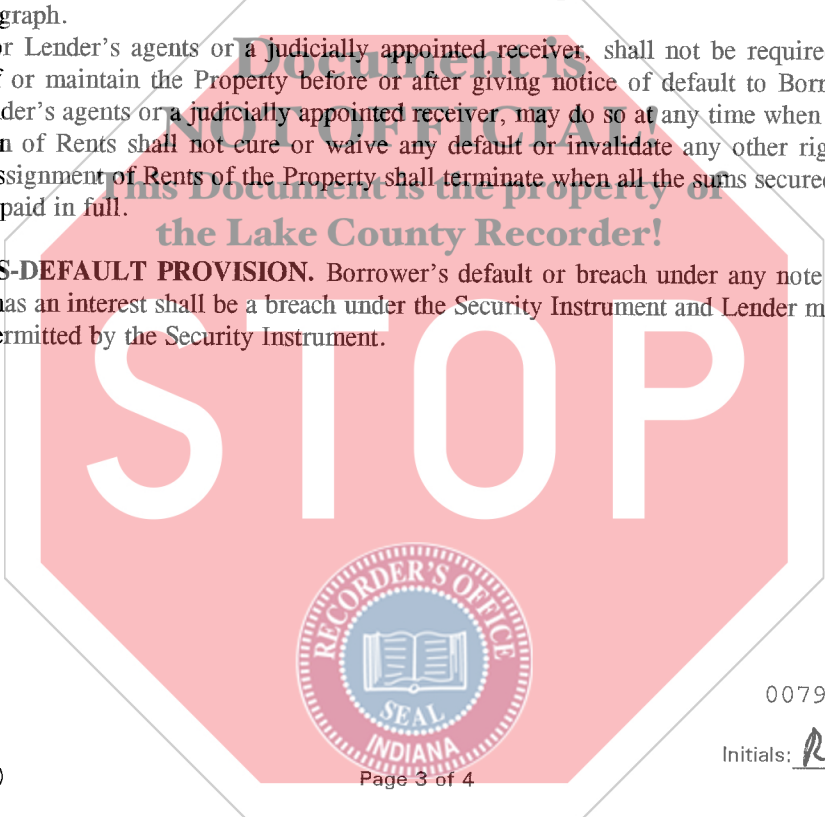 graph.
r Lender's agents or a judicially appointed receiver, shall not be require
Document is
f or maintain the Property before or after giving notice of default to Borr
der's agents or a judicially appointed receiver, may do so at any time when
NOT OFFICIAL!
n of Rents shall not cure or waive any default or invalidate any other rig
ssignment of Rents of the Property shall terminate when all the sums secured
This Document is the property of
paid in full.
the Lake County Recorder!
S-DEFAULT PROVISION. Borrower's default or breach under any note
has an interest shall be a breach under the Security Instrument and Lender m
ermitted by the Security Instrument.
STOP
RECORDER'S OFFICE
SEAL
INDIANA
0079
Initials: R
)
Page 3 of 4